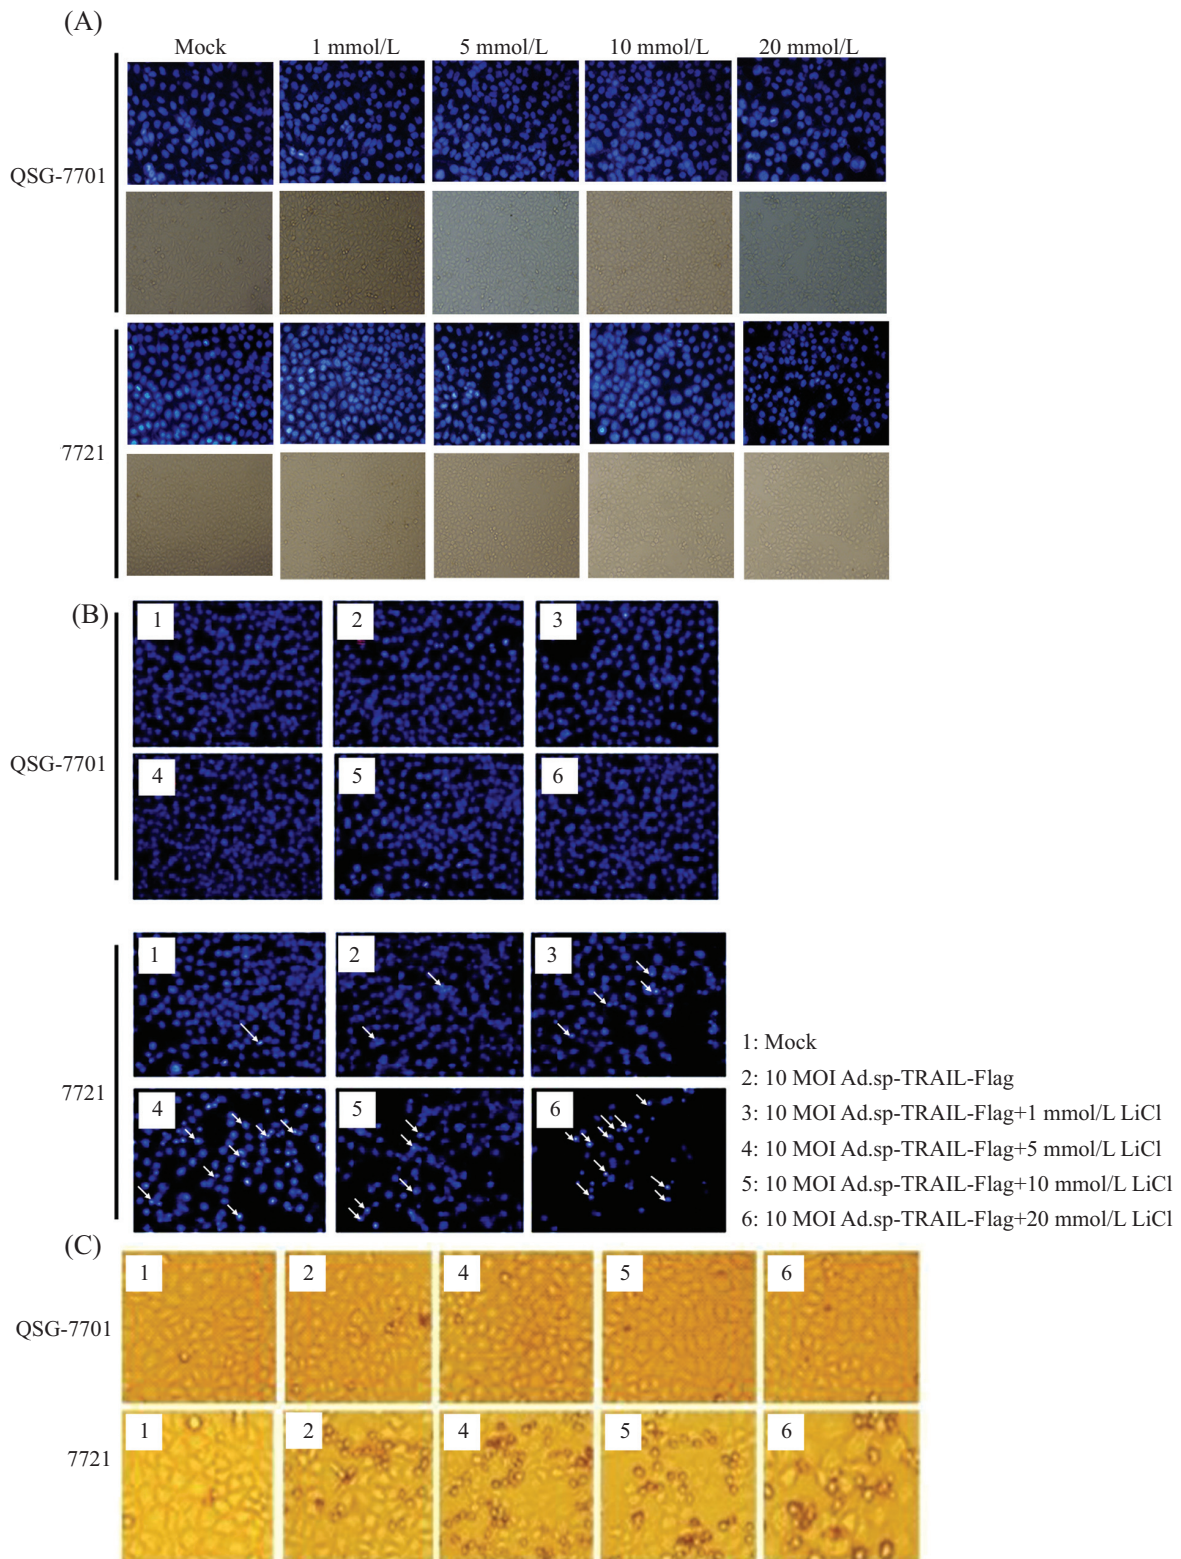 (A)
Mock 1 mmol/L 5 mmol/L 10 mmol/L 20 mmol/L
QSG-7701
7721
(B)
1 2 3
QSG-7701
4 5 6
1 2 3
7721
4 5 6
1: Mock
2: 10 MOI Ad.sp-TRAIL-Flag
3: 10 MOI Ad.sp-TRAIL-Flag+1 mmol/L LiCl
4: 10 MOI Ad.sp-TRAIL-Flag+5 mmol/L LiCl
5: 10 MOI Ad.sp-TRAIL-Flag+10 mmol/L LiCl
6: 10 MOI Ad.sp-TRAIL-Flag+20 mmol/L LiCl
(C)
1 2 4 5 6
QSG-7701
1 2 4 5 6
7721